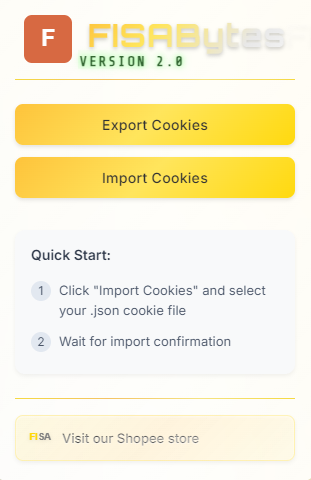 F
FISABytes
VERSION 2.0
Export Cookies
Import Cookies
Quick Start:
1 Click "Import Cookies" and select
your .json cookie file
2 Wait for import confirmation
FISA Visit our Shopee store